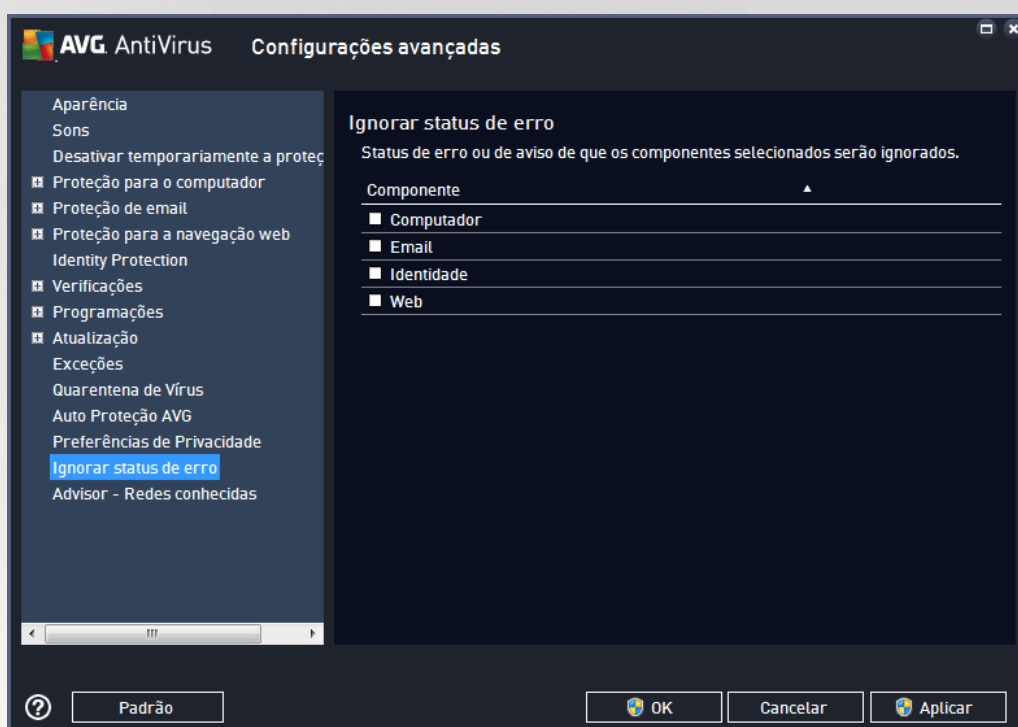 AVG. AntiVirus Configurações avançadas
Aparência
Sons
Desativar temporariamente a proteç
Proteção para o computador
Proteção de email
Proteção para a navegação web
Identity Protection
Verificações
Programações
Atualização
Exceções
Quarentena de Vírus
Auto Proteção AVG
Preferências de Privacidade
Ignorar status de erro
Advisor - Redes conhecidas
Ignorar status de erro
Status de erro ou de aviso de que os componentes selecionados serão ignorados.
Componente
Computador
Email
Identidade
Web
Padrão
OK
Cancelar
Aplicar